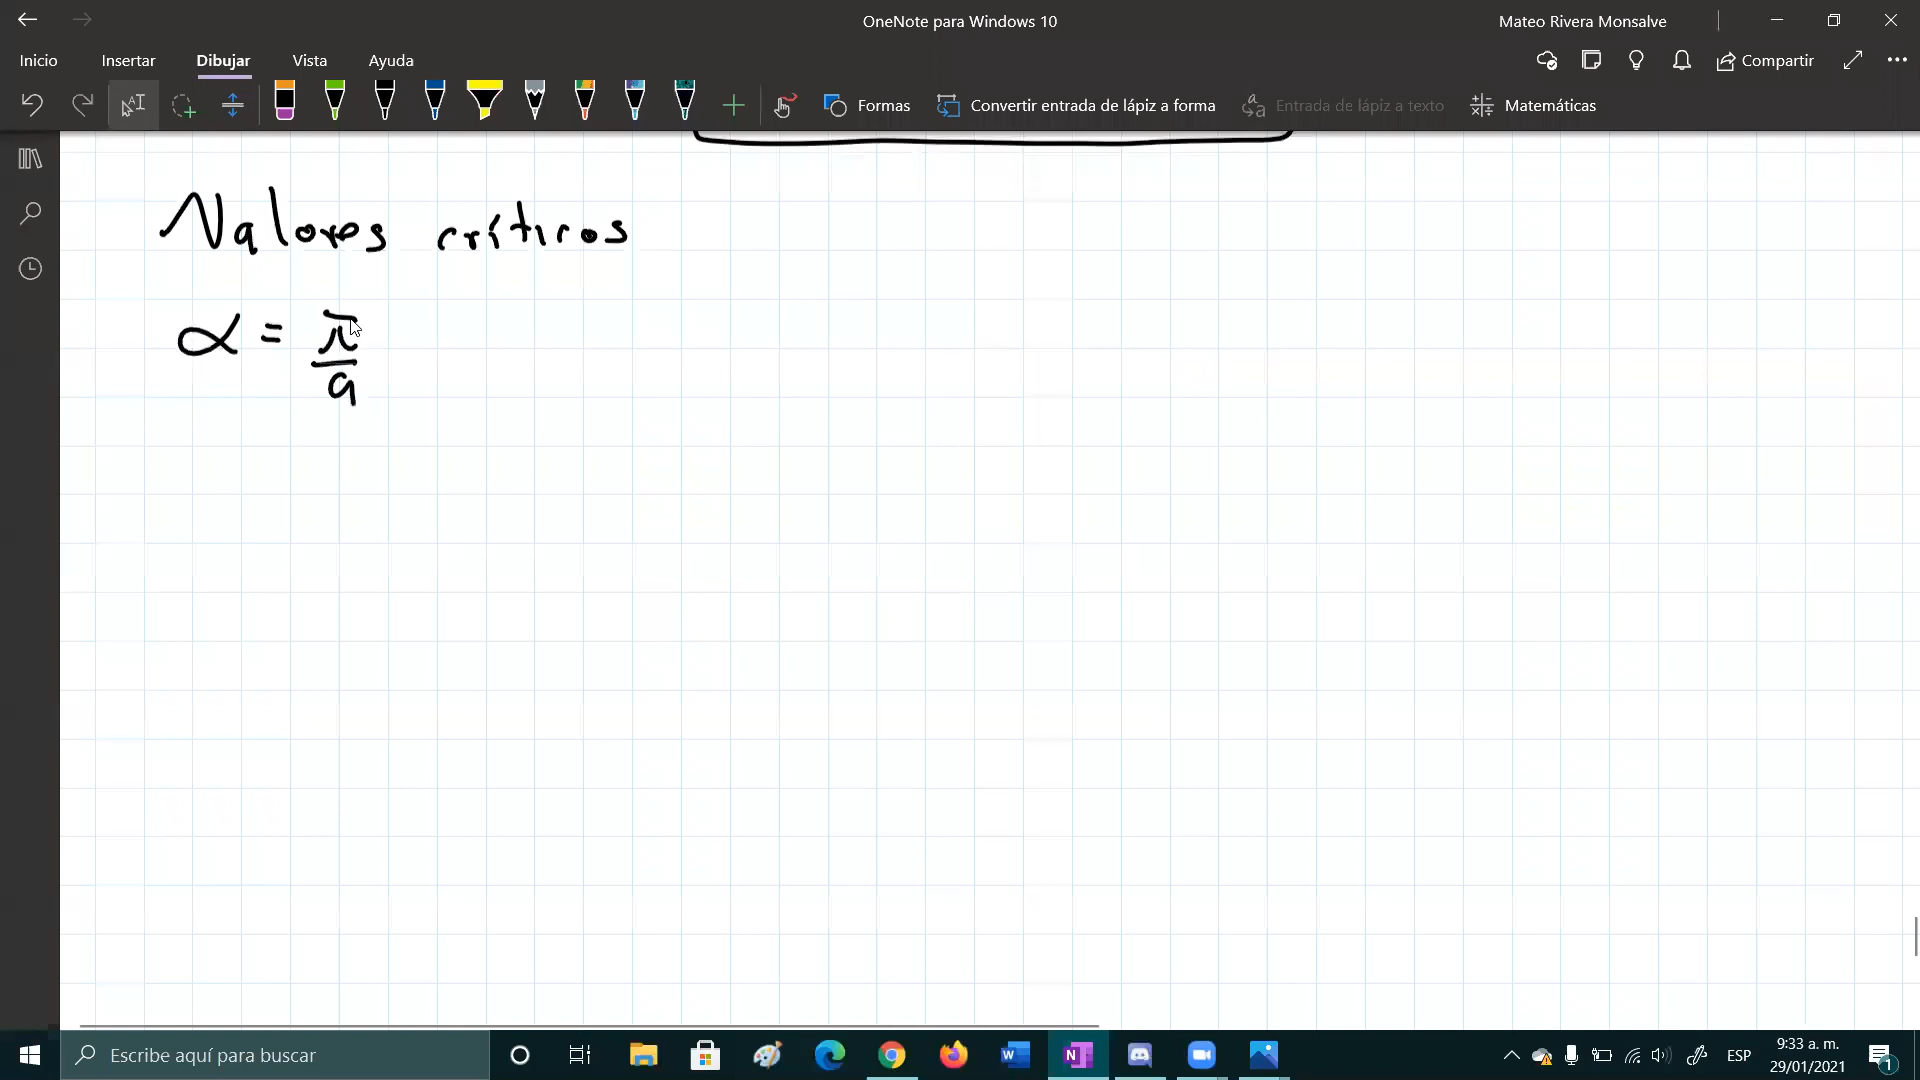 OneNote para Windows 10
Mateo Rivera Monsalve
Inicio
Insertar
Dibujar
Vista
Ayuda
Compartir
Formas
Convertir entrada de lápiz a forma
Entrada de lápiz a texto
Matemáticas
Valores críticos
α = π/a
Escribe aquí para buscar
ESP
9:33 a. m.
29/01/2021
1